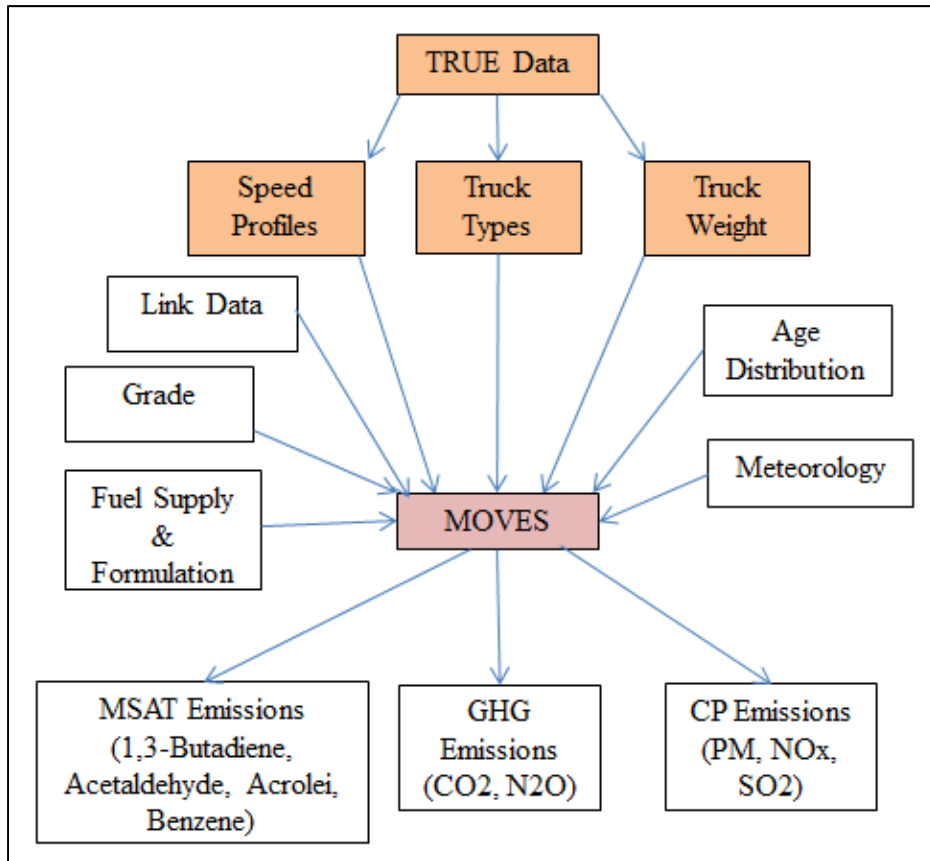 TRUE Data
Speed
Profiles
Truck
Types
Truck
Weight
Link Data
Age
Distribution
Grade
Meteorology
Fuel Supply
&
Formulation
MOVES
MSAT Emissions
(1,3-Butadiene,
Acetaldehyde, Acrolei,
Benzene)
GHG
Emissions
(CO2, N2O)
CP Emissions
(PM, NOx,
SO2)